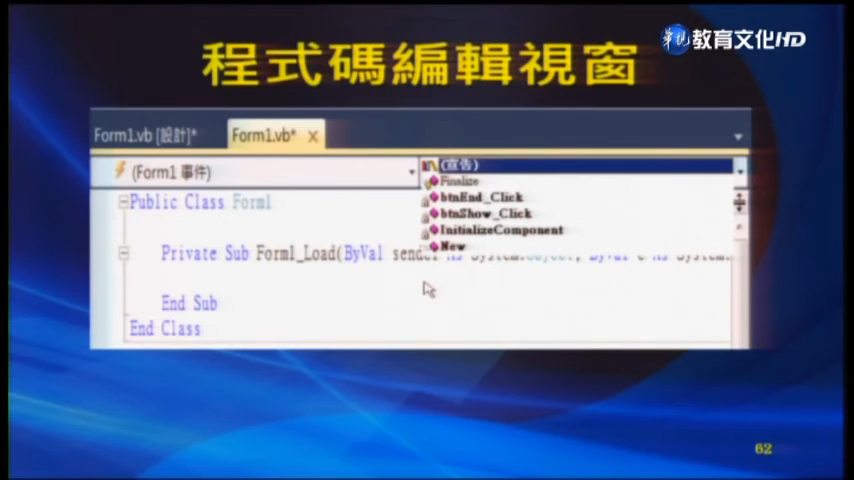 華視 教育文化HD
程式碼編輯視窗
Form1.vb [設計]* Form1.vb* X
(Form1 事件) (宣告)
Finalize
btnEnd_Click
btnShow_Click
InitializeComponent
New
Public Class Form1
Private Sub Form1_Load(ByVal sender As System.Object, ByVal e As System.
End Sub
End Class
62